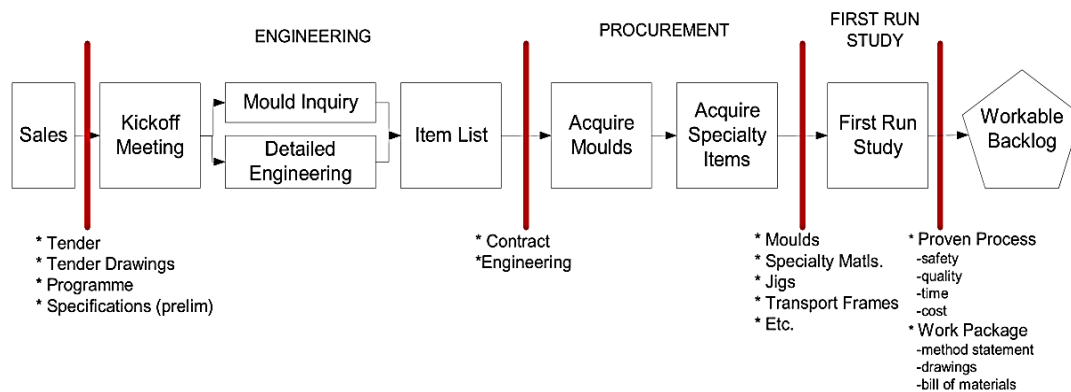 ENGINEERING
PROCUREMENT
FIRST RUN
STUDY
Sales
Kickoff
Meeting
Mould Inquiry
Detailed
Engineering
Item List
Acquire
Moulds
Acquire
Specialty
Items
First Run
Study
Workable
Backlog
* Tender
* Tender Drawings
* Programme
* Specifications (prelim)
* Contract
*Engineering
* Moulds
* Specialty Matls.
* Jigs
* Transport Frames
* Etc.
* Proven Process
-safety
-quality
-time
-cost
* Work Package
-method statement
-drawings
-bill of materials